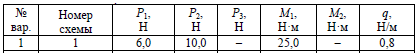 № вар. Номер схемы P₁, Н P₂, Н P₃, Н M₁, Н·м M₂, Н·м q, Н/м
1 1 6,0 10,0 – 25,0 – 0,8